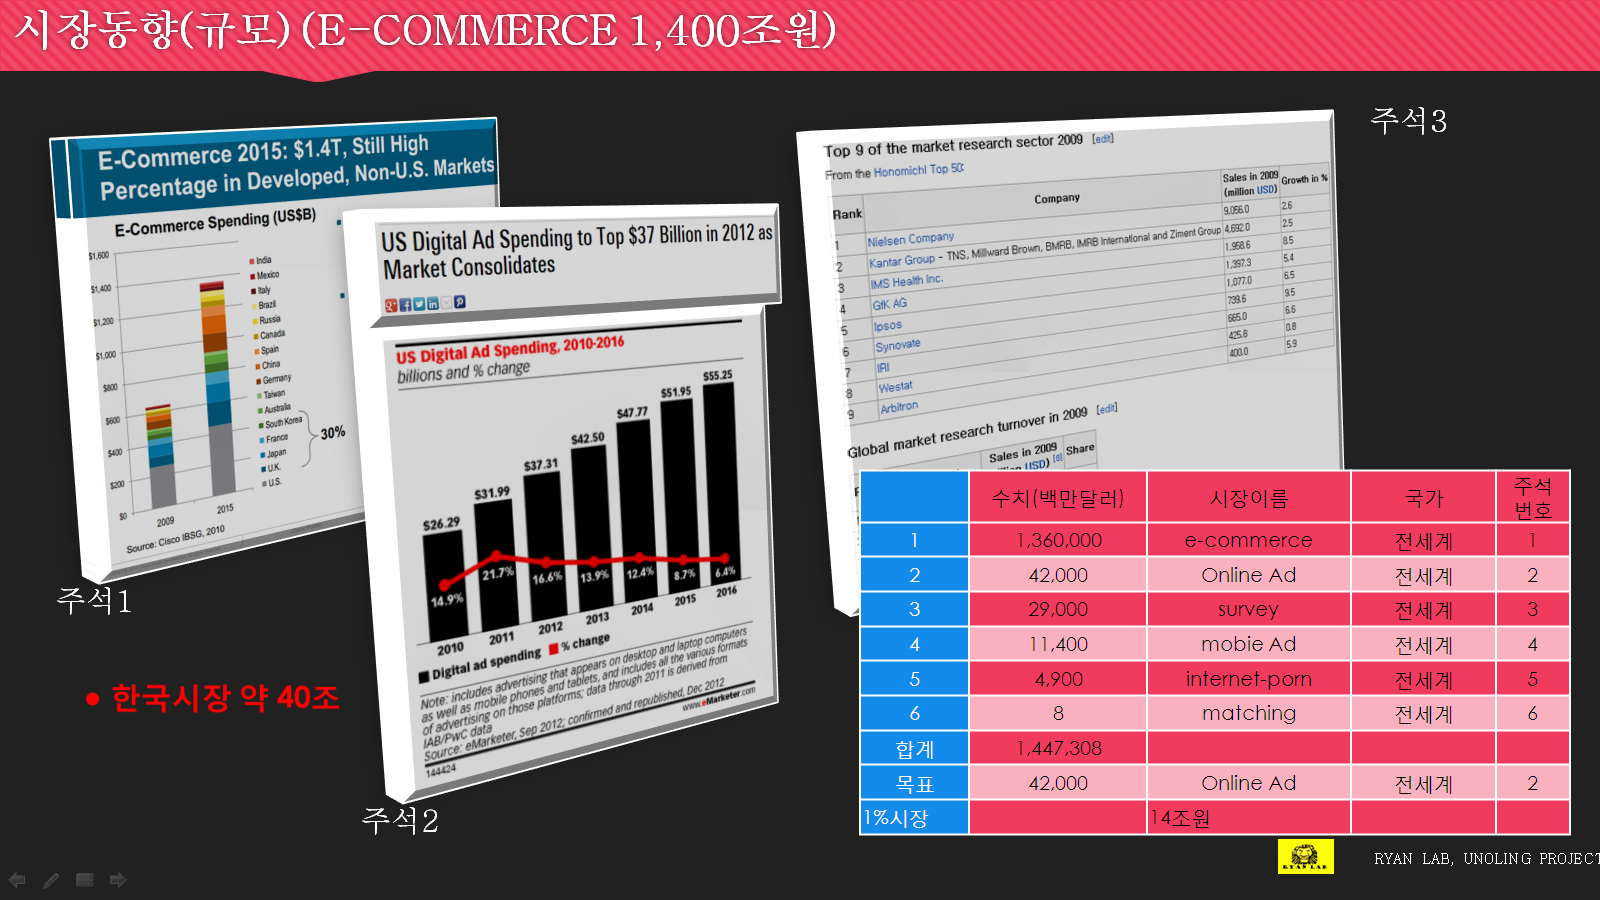 시장동향(규모) (E-COMMERCE 1,400조원)
E-Commerce 2015: $1.4T, Still High
Percentage in Developed, Non-U.S. Markets
E-Commerce Spending (US$B)
$1,600
$1,400
$1,200
$1,000
$800
$600
$400
$200
$0
2009
2015
India
Mexico
Italy
Brazil
Russia
Canada
Spain
China
Germany
Taiwan
Australia
South Korea
France
Japan
U.K.
U.S.
30%
Source: Cisco IBSG, 2010
주석1
● 한국시장 약 40조
US Digital Ad Spending to Top $37 Billion in 2012 as
Market Consolidates
US Digital Ad Spending, 2010-2016
billions and % change
$26.29
$31.99
$37.31
$42.50
$47.77
$51.95
$55.25
14.9%
21.7%
16.6%
13.9%
12.4%
8.7%
6.4%
2010
2011
2012
2013
2014
2015
2016
Digital ad spending
% change
Note: includes advertising that appears on desktop and laptop computers
as well as mobile phones and tablets, and includes all the various formats
of advertising on those platforms; data through 2011 is derived from
IAB/PwC data
Source: eMarketer, Sep 2012; confirmed and republished, Dec 2012
144424
www.eMarketer.com
주석2
주석3
Top 9 of the market research sector 2009 [edit]
From the Honomichl Top 50:
Rank Company Sales in 2009 (million USD) Growth in %
1 Nielsen Company 9,056.0 2.6
2 Kantar Group - TNS, Millward Brown, BMRB, IMRB International and Ziment Group 4,692.0 2.5
3 IMS Health Inc. 1,958.6 8.5
4 GfK AG 1,397.3 5.4
5 Ipsos 1,077.0 6.5
6 Synovate 739.6 9.5
7 IRI 665.0 6.6
8 Westat 425.8 0.8
9 Arbitron 400.0 5.9
Global market research turnover in 2009 [edit]
Sales in 2009
USD) [8] Share
수치(백만달러) 시장이름 국가 주석
번호
1 1,360,000 e-commerce 전세계 1
2 42,000 Online Ad 전세계 2
3 29,000 survey 전세계 3
4 11,400 mobie Ad 전세계 4
5 4,900 internet-porn 전세계 5
6 8 matching 전세계 6
합계 1,447,308
목표 42,000 Online Ad 전세계 2
1%시장 14조원
RYAN LAB
RYAN LAB, UNOLING PROJECT